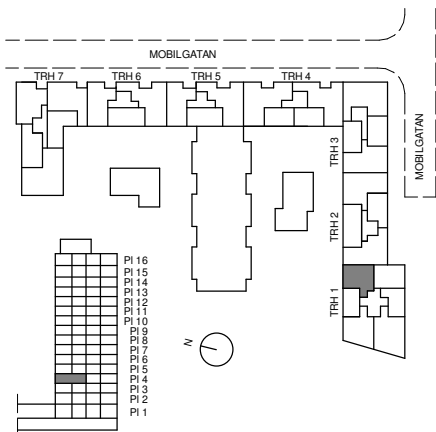 MOBILGATAN
TRH 7
TRH 6
TRH 5
TRH 4
MOBILGATAN
TRH 3
TRH 2
TRH 1
Pl 16
Pl 15
Pl 14
Pl 13
Pl 12
Pl 11
Pl 10
Pl 9
Pl 8
Pl 7
Pl 6
Pl 5
Pl 4
Pl 3
Pl 2
Pl 1
N